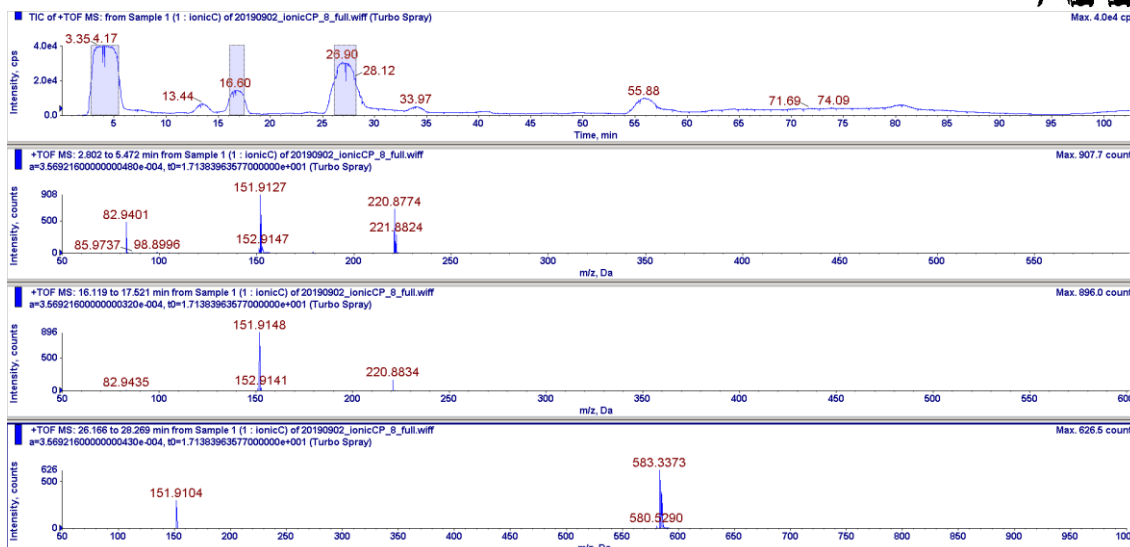 TIC of +TOF MS: from Sample 1 (1 : ionicC) of 20190902_ionicCP_8_full.wiff (Turbo Spray) Max. 4.0e4 cp
Intensity, cps
4.0e4
2.0e4
0.0
3.35 4.17
13.44
16.60
26.90
28.12
33.97
55.88
71.69
74.09
5 10 15 20 25 30 35 40 45 50 55 60 65 70 75 80 85 90 95 100
Time, min
+TOF MS: 2.802 to 5.472 min from Sample 1 (1 : ionicC) of 20190902_ionicCP_8_full.wiff Max. 907.7 count
a=3.56921600000000480e-004, t0=1.71383963577000000e+001 (Turbo Spray)
Intensity, counts
908
500
0
82.9401
85.9737
98.8996
151.9127
152.9147
220.8774
221.8824
50 100 150 200 250 300 350 400 450 500 550
m/z, Da
+TOF MS: 16.119 to 17.521 min from Sample 1 (1 : ionicC) of 20190902_ionicCP_8_full.wiff Max. 896.0 count
a=3.56921600000000320e-004, t0=1.71383963577000000e+001 (Turbo Spray)
Intensity, counts
896
500
0
82.9435
151.9148
152.9141
220.8834
50 100 150 200 250 300 350 400 450 500 550 600
m/z, Da
+TOF MS: 26.166 to 28.269 min from Sample 1 (1 : ionicC) of 20190902_ionicCP_8_full.wiff Max. 626.5 count
a=3.56921600000000430e-004, t0=1.71383963577000000e+001 (Turbo Spray)
Intensity, counts
626
500
0
151.9104
583.3373
580.5290
50 100 150 200 250 300 350 400 450 500 550 600 650 700 750 800 850 900 950 1000
m/z, Da